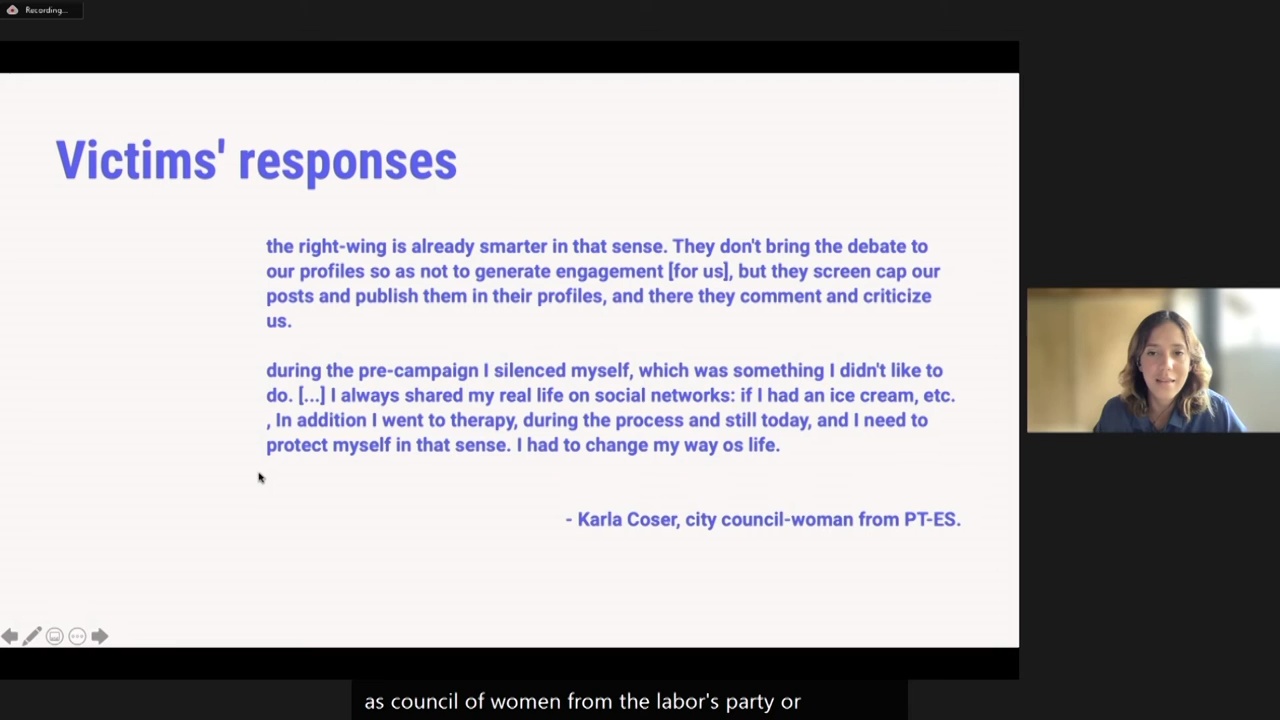 Recording...
Victims' responses
the right-wing is already smarter in that sense. They don't bring the debate to
our profiles so as not to generate engagement [for us], but they screen cap our
posts and publish them in their profiles, and there they comment and criticize
us.
during the pre-campaign I silenced myself, which was something I didn't like to
do. [...] I always shared my real life on social networks: if I had an ice cream, etc.
, In addition I went to therapy, during the process and still today, and I need to
protect myself in that sense. I had to change my way os life.
- Karla Coser, city council-woman from PT-ES.
as council of women from the labor's party or